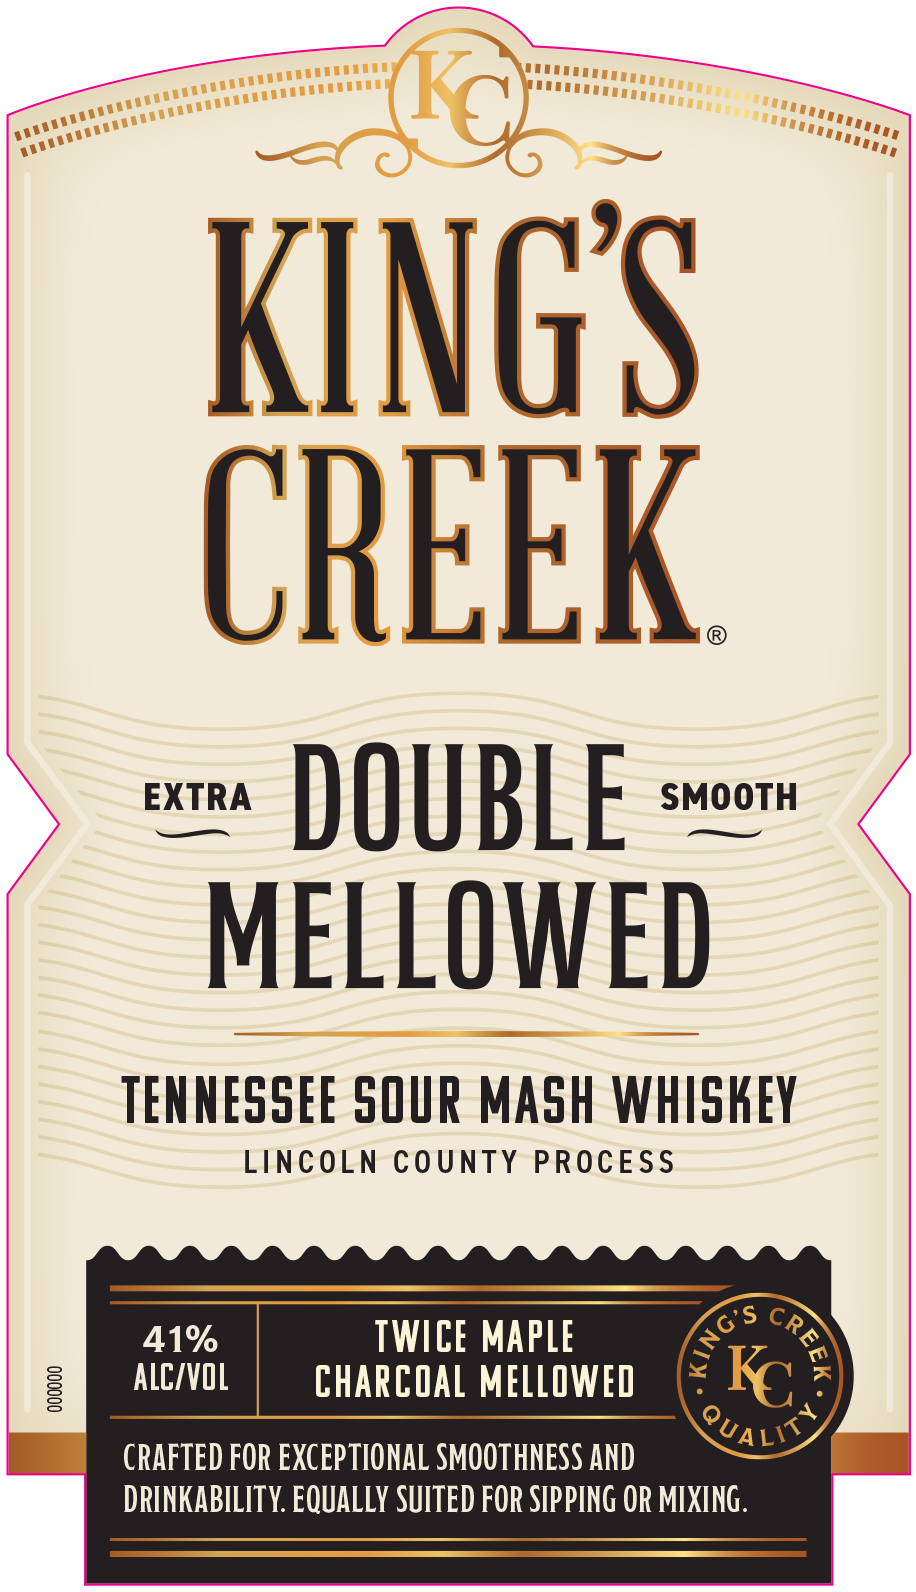 KC
KING'S
CREEK®
EXTRA DOUBLE SMOOTH
MELLOWED
TENNESSEE SOUR MASH WHISKEY
LINCOLN COUNTY PROCESS
000000
41%
ALC/VOL
TWICE MAPLE
CHARCOAL MELLOWED
KING'S CREEK
KC
• QUALITY •
CRAFTED FOR EXCEPTIONAL SMOOTHNESS AND
DRINKABILITY. EQUALLY SUITED FOR SIPPING OR MIXING.